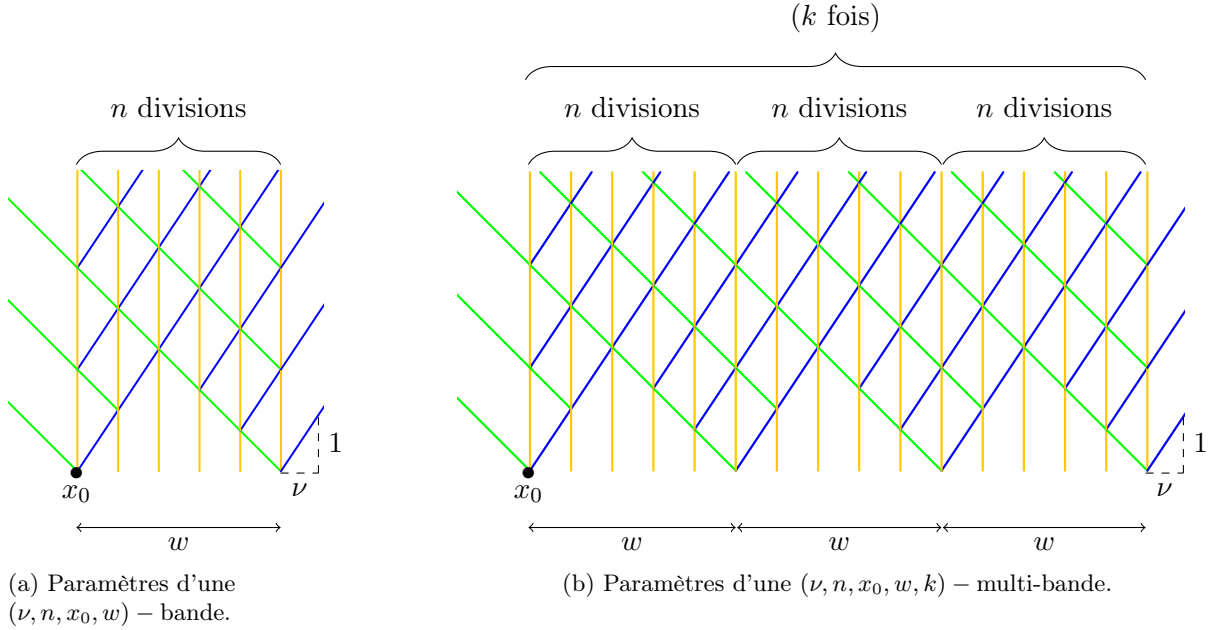 (k fois)
n divisions
n divisions
n divisions
n divisions
1
1
x₀
ν
x₀
ν
w
w
w
w
(a) Paramètres d'une
(ν, n, x₀, w) – bande.
(b) Paramètres d'une (ν, n, x₀, w, k) – multi-bande.